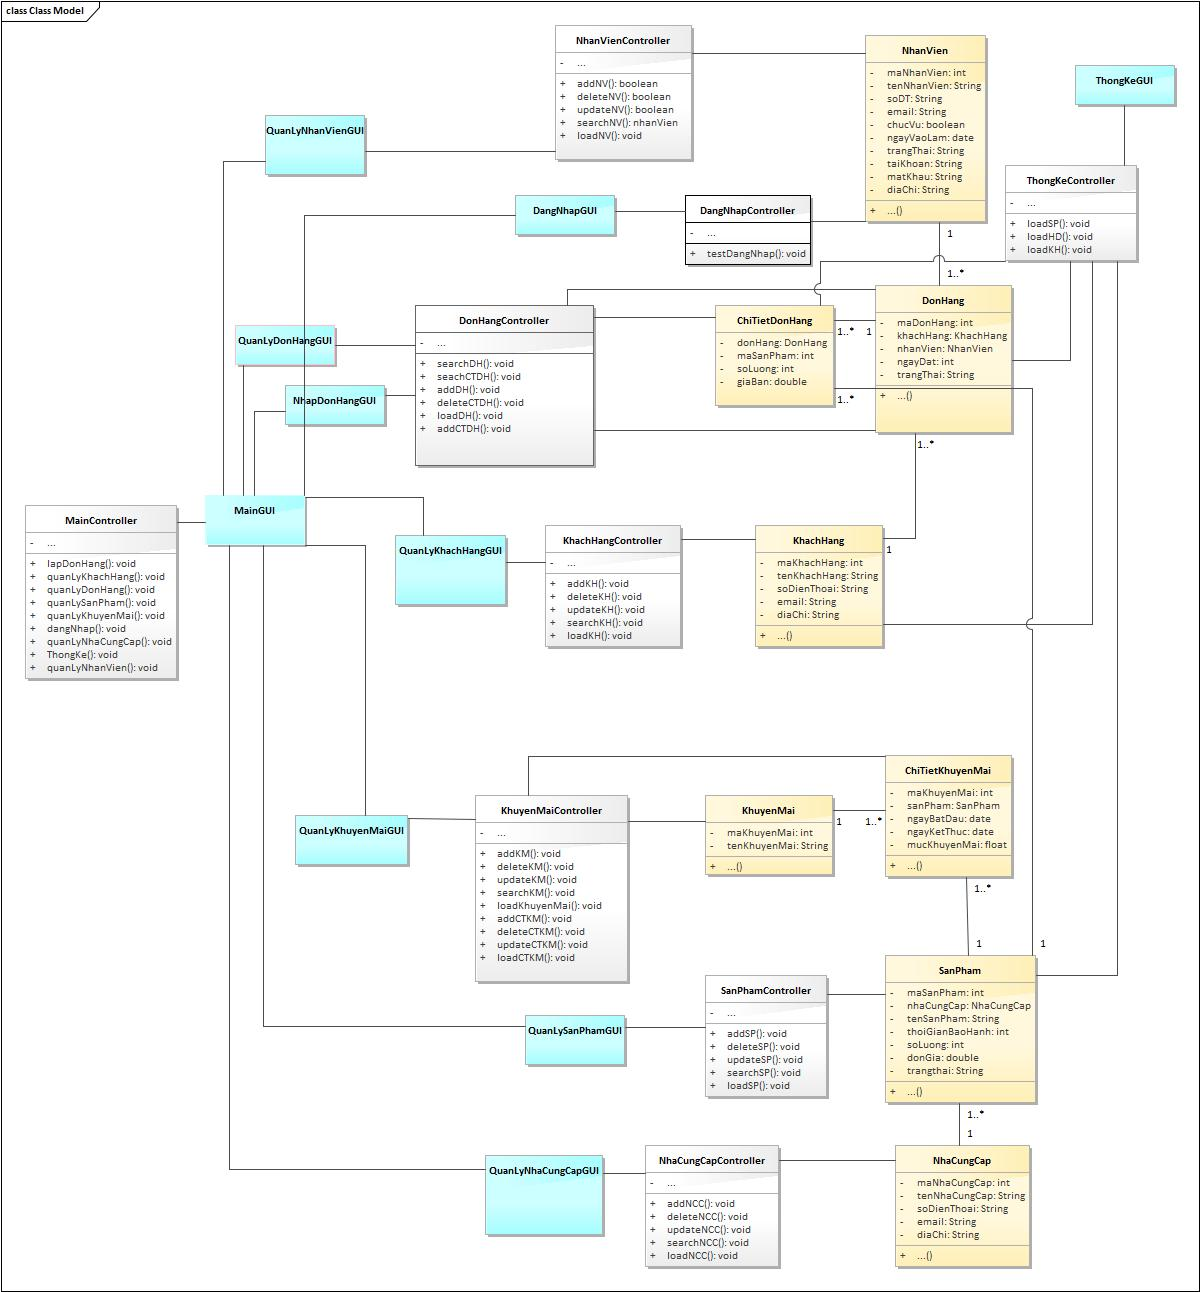 class Class Model
NhanVienController
- ...
+ addNV(): boolean
+ deleteNV(): boolean
+ updateNV(): boolean
+ searchNV(): nhanVien
+ loadNV(): void
NhanVien
- maNhanVien: int
- tenNhanVien: String
- soDT: String
- email: String
- chucVu: boolean
- ngayVaoLam: date
- trangThai: String
- taiKhoan: String
- matKhau: String
- diaChi: String
+ ...()
ThongKeGUI
QuanLyNhanVienGUI
ThongKeController
- ...
+ loadSP(): void
+ loadHD(): void
+ loadKH(): void
DangNhapGUI
DangNhapController
- ...
+ testDangNhap(): void
1
1..*
DonHangController
- ...
+ searchDH(): void
+ seachCTDH(): void
+ addDH(): void
+ deleteCTDH(): void
+ loadDH(): void
+ addCTDH(): void
ChiTietDonHang
- donHang: DonHang
- maSanPham: int
- soLuong: int
- giaBan: double
1..*
1
1..*
DonHang
- maDonHang: int
- khachHang: KhachHang
- nhanVien: NhanVien
- ngayDat: int
- trangThai: String
+ ...()
1..*
QuanLyDonHangGUI
NhapDonHangGUI
MainGUI
MainController
- ...
+ lapDonHang(): void
+ quanLyKhachHang(): void
+ quanLyDonHang(): void
+ quanLySanPham(): void
+ quanLyKhuyenMai(): void
+ dangNhap(): void
+ quanLyNhaCungCap(): void
+ ThongKe(): void
+ quanLyNhanVien(): void
QuanLyKhachHangGUI
KhachHangController
- ...
+ addKH(): void
+ deleteKH(): void
+ updateKH(): void
+ searchKH(): void
+ loadKH(): void
KhachHang
- maKhachHang: int
- tenKhachHang: String
- soDienThoai: String
- email: String
- diaChi: String
+ ...()
1
QuanLyKhuyenMaiGUI
KhuyenMaiController
- ...
+ addKM(): void
+ deleteKM(): void
+ updateKM(): void
+ searchKM(): void
+ loadKhuyenMai(): void
+ addCTKM(): void
+ deleteCTKM(): void
+ updateCTKM(): void
+ loadCTKM(): void
KhuyenMai
- maKhuyenMai: int
- tenKhuyenMai: String
+ ...()
1
1..*
ChiTietKhuyenMai
- maKhuyenMai: int
- sanPham: SanPham
- ngayBatDau: date
- ngayKetThuc: date
- mucKhuyenMai: float
+ ...()
1..*
1
1
QuanLySanPhamGUI
SanPhamController
- ...
+ addSP(): void
+ deleteSP(): void
+ updateSP(): void
+ searchSP(): void
+ loadSP(): void
SanPham
- maSanPham: int
- nhaCungCap: NhaCungCap
- tenSanPham: String
- thoiGianBaoHanh: int
- soLuong: int
- donGia: double
- trangthai: String
+ ...()
1..*
1
QuanLyNhaCungCapGUI
NhaCungCapController
- ...
+ addNCC(): void
+ deleteNCC(): void
+ updateNCC(): void
+ searchNCC(): void
+ loadNCC(): void
NhaCungCap
- maNhaCungCap: int
- tenNhaCungCap: String
- soDienThoai: String
- email: String
- diaChi: String
+ ...()